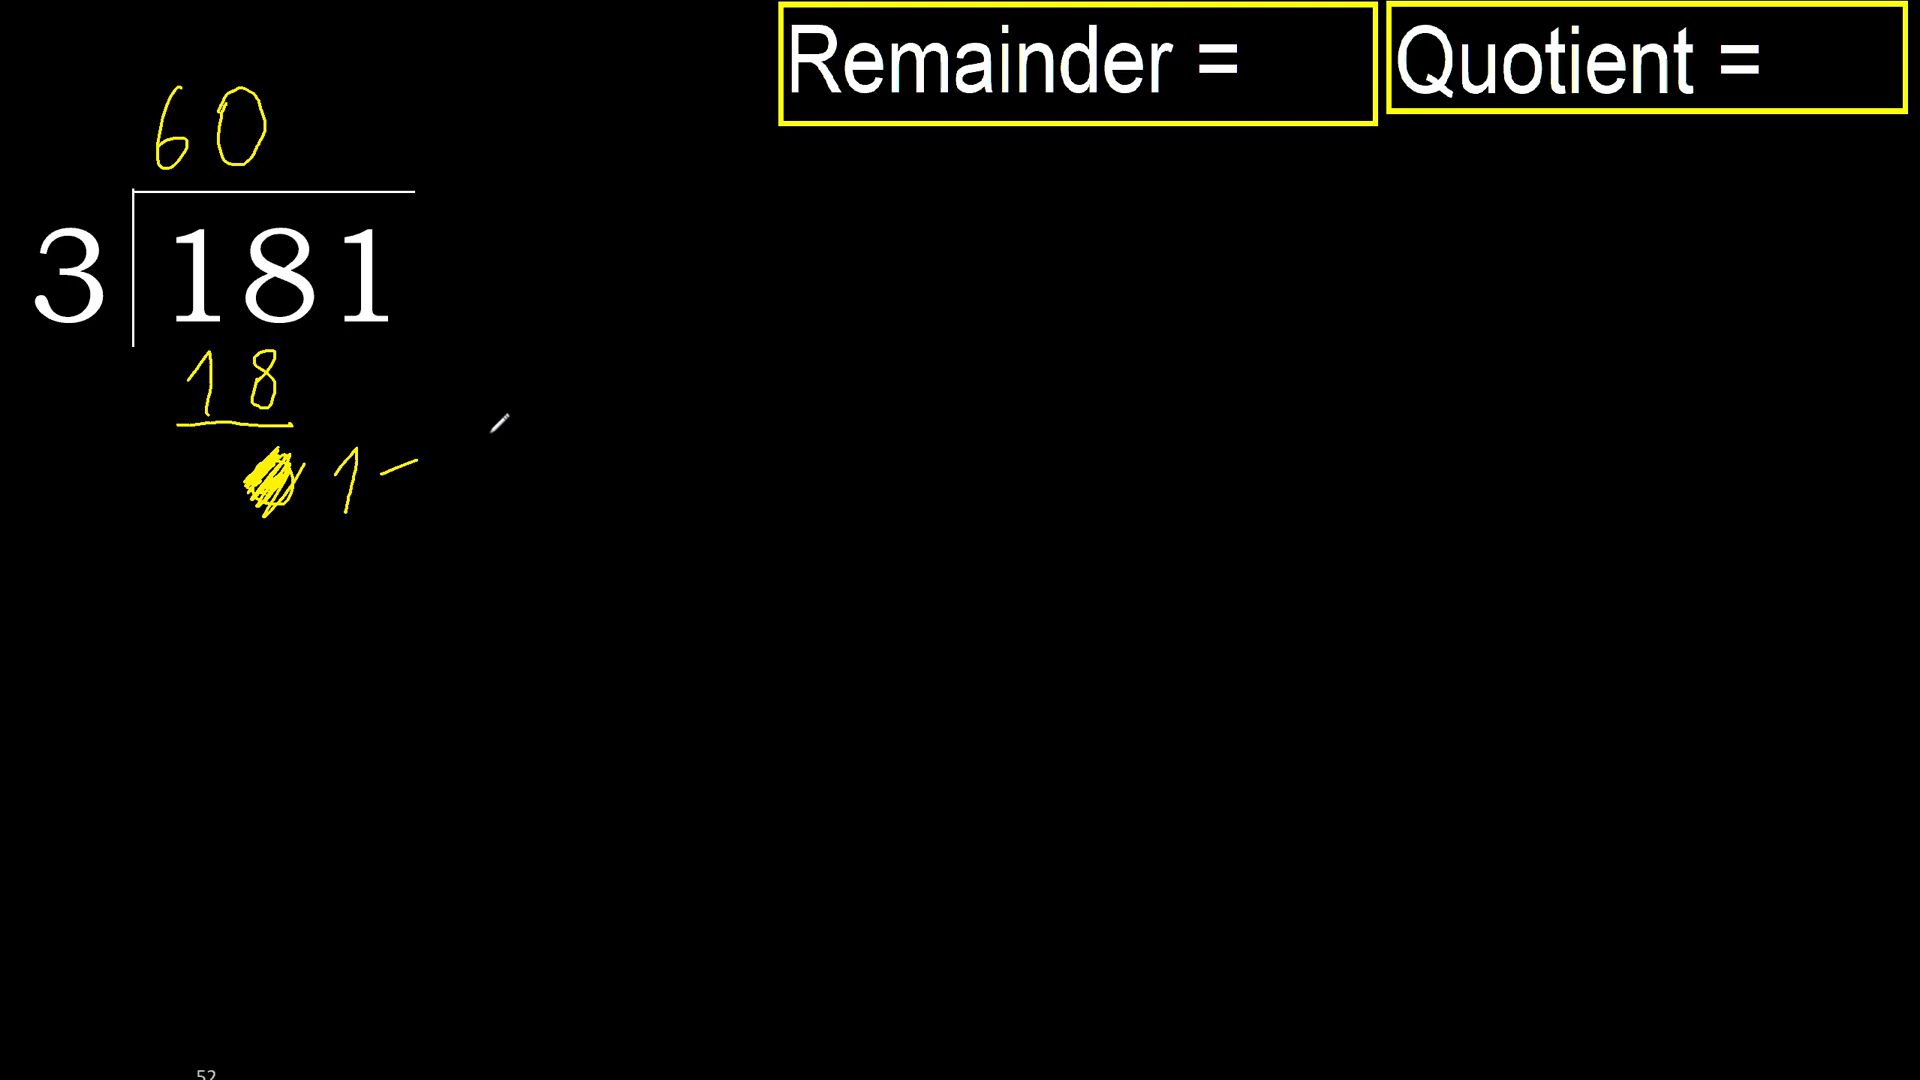 Remainder =
Quotient =
60
3 181
18
1 -
52